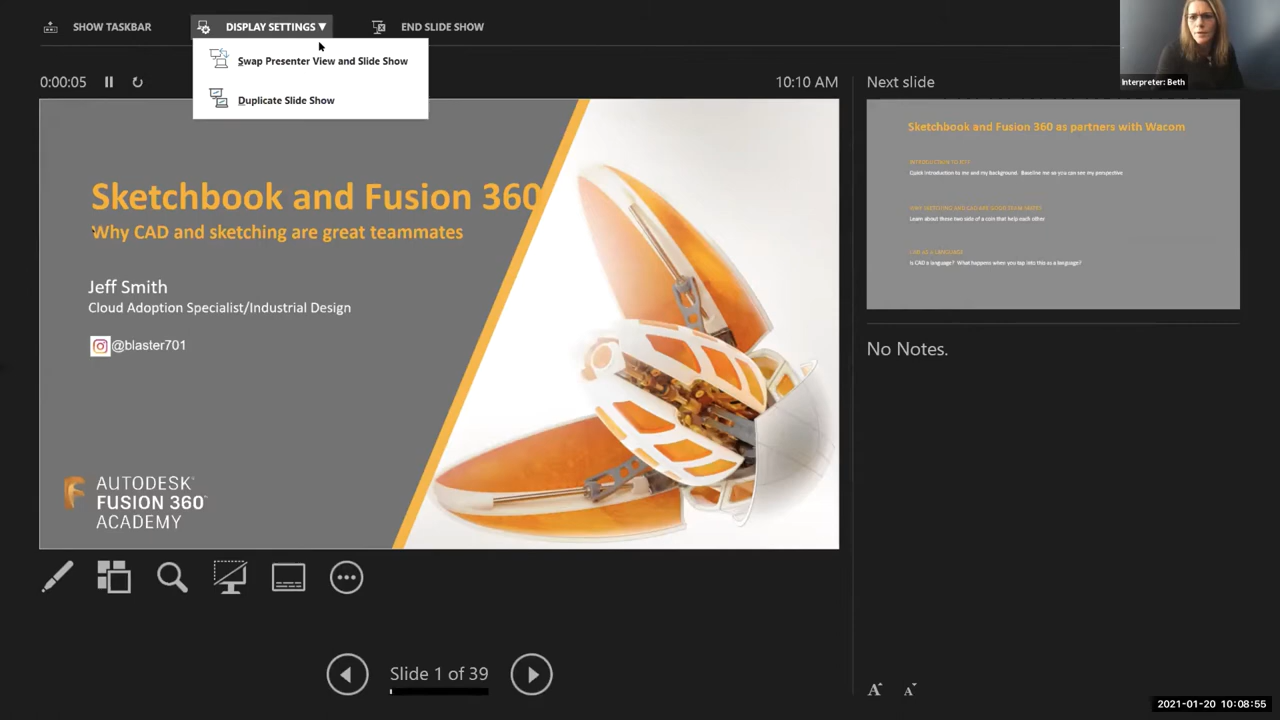 SHOW TASKBAR
DISPLAY SETTINGS ▼
END SLIDE SHOW
Swap Presenter View and Slide Show
Duplicate Slide Show
Interpreter: Beth
0:00:05
10:10 AM
Next slide
Sketchbook and Fusion 360
Why CAD and sketching are great teammates
Jeff Smith
Cloud Adoption Specialist/Industrial Design
@blaster701
AUTODESK
FUSION 360™
ACADEMY
Sketchbook and Fusion 360 as partners with Wacom
Quick introduction to me and my background. Baseline me so you can see my perspective
Learn about these two sides of a coin that help each other
Is CAD a language? What happens when you tap into this as a language?
No Notes.
Slide 1 of 39
A
A
2021-01-20 10:08:55